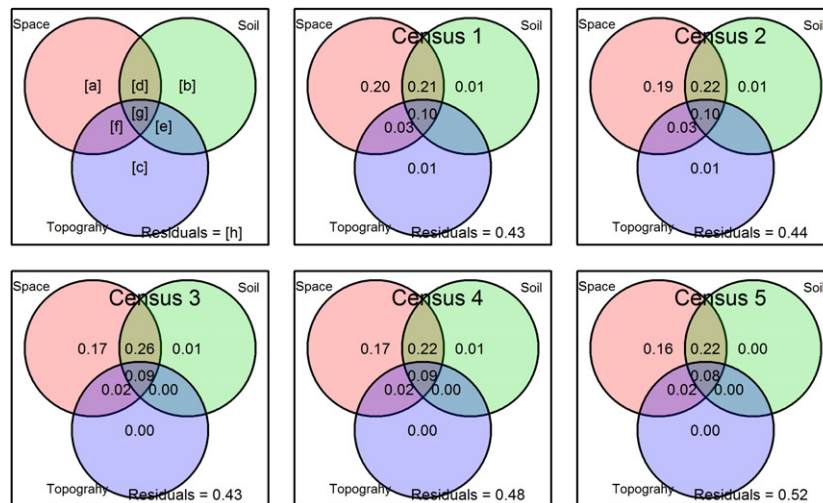 Space Soil
[a] [d] [b]
[g]
[f] [e]
[c]
Topograhy
Residuals = [h]
Space Soil
Census 1
0.20 0.21 0.01
0.10
0.03
0.01
Topograhy
Residuals = 0.43
Space Soil
Census 2
0.19 0.22 0.01
0.10
0.03
0.01
Topograhy
Residuals = 0.44
Space Soil
Census 3
0.17 0.26 0.01
0.09
0.02 0.00
0.00
Topograhy
Residuals = 0.43
Space Soil
Census 4
0.17 0.22 0.01
0.09
0.02 0.00
0.00
Topograhy
Residuals = 0.48
Space Soil
Census 5
0.16 0.22 0.00
0.08
0.02 0.00
0.00
Topograhy
Residuals = 0.52